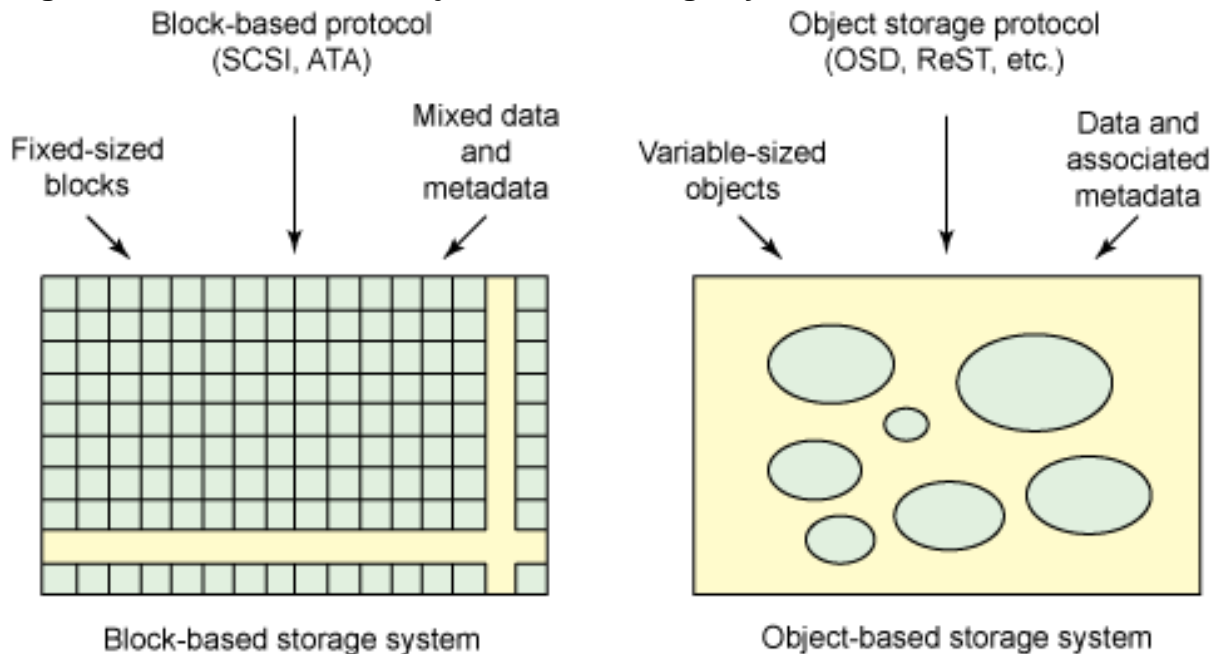 Block-based protocol
(SCSI, ATA)
Fixed-sized
blocks
Mixed data
and
metadata
Block-based storage system
Object storage protocol
(OSD, ReST, etc.)
Variable-sized
objects
Data and
associated
metadata
Object-based storage system